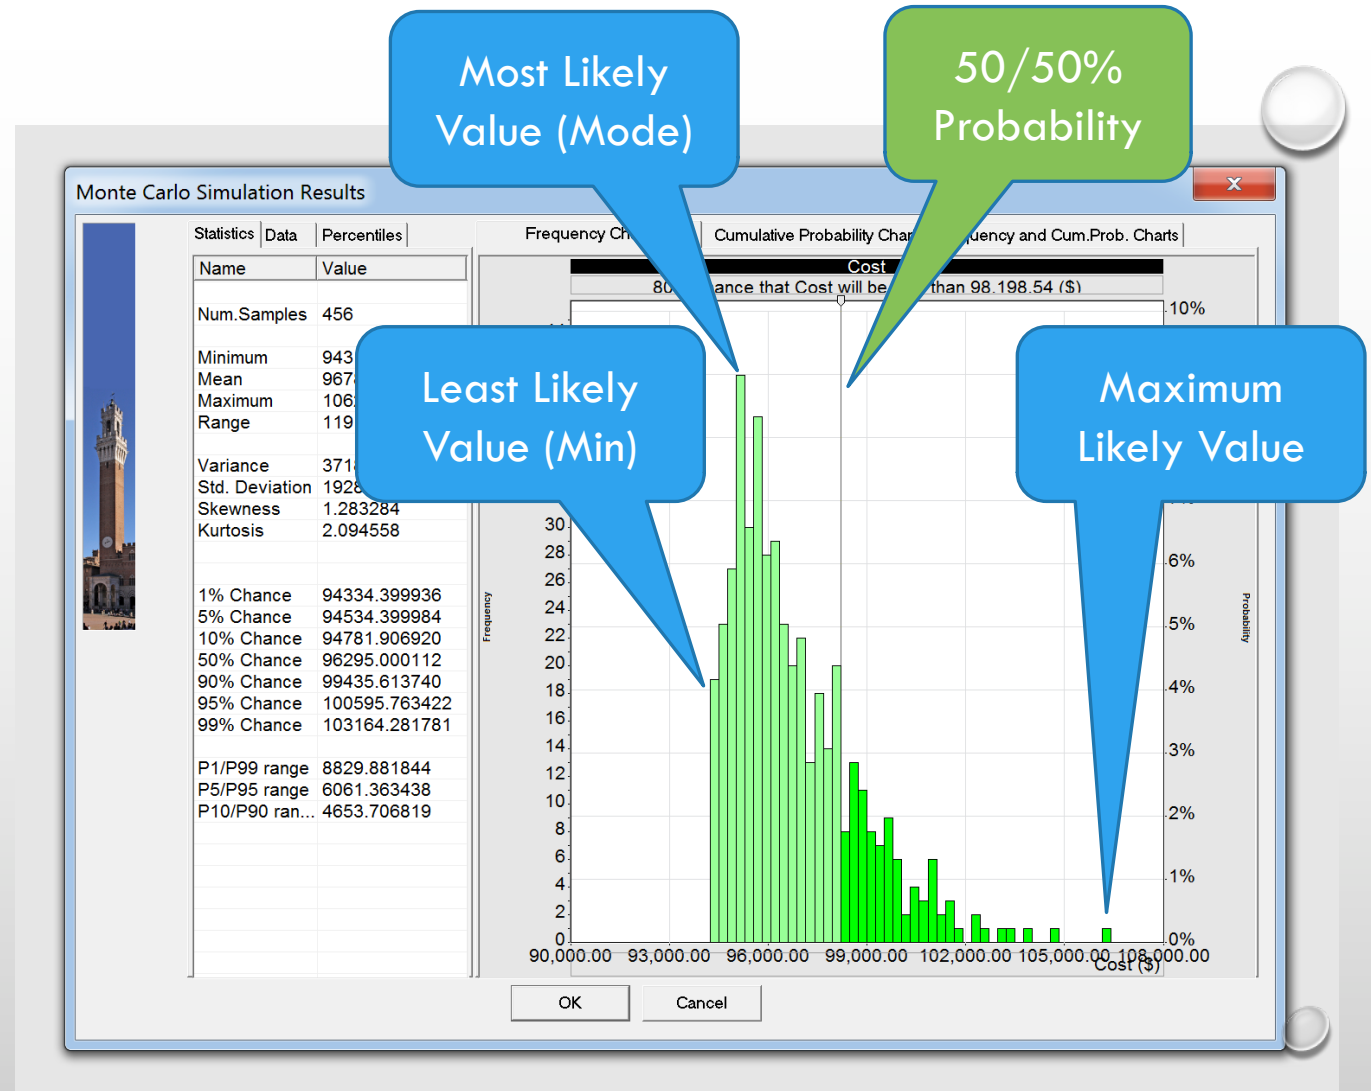 Most Likely
Value (Mode)
50/50%
Probability
Monte Carlo Simulation Results
Statistics Data Percentiles
Frequency
Cumulative Probability
and Cum.Prob. Charts
Name Value
Num.Samples 456
Minimum
Mean
Maximum
Range
Variance
Std. Deviation
Skewness 1.283284
Kurtosis 2.094558
1% Chance 94334.399936
5% Chance 94534.399984
10% Chance 94781.906920
50% Chance 96295.000112
90% Chance 99435.613740
95% Chance 100595.763422
99% Chance 103164.281781
P1/P99 range 8829.881844
P5/P95 range 6061.363438
P10/P90 ran... 4653.706819
Cost
that Cost will be than 98,198.54 ($)
Least Likely
Value (Min)
Maximum
Likely Value
Frequency
30
28
26
24
22
20
18
16
14
12
10
8
6
4
2
0
10%
6%
5%
4%
3%
2%
1%
0%
Probability
90,000.00 93,000.00 96,000.00 99,000.00 102,000.00 105,000.00 108,000.00
Cost ($)
OK Cancel